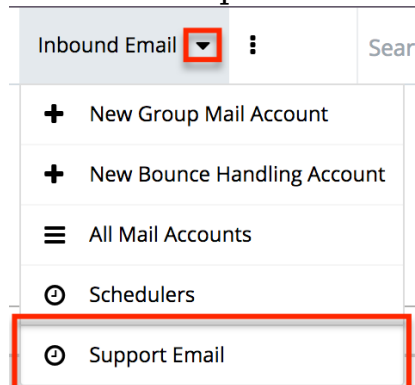 Inbound Email
Sear
New Group Mail Account
New Bounce Handling Account
All Mail Accounts
Schedulers
Support Email